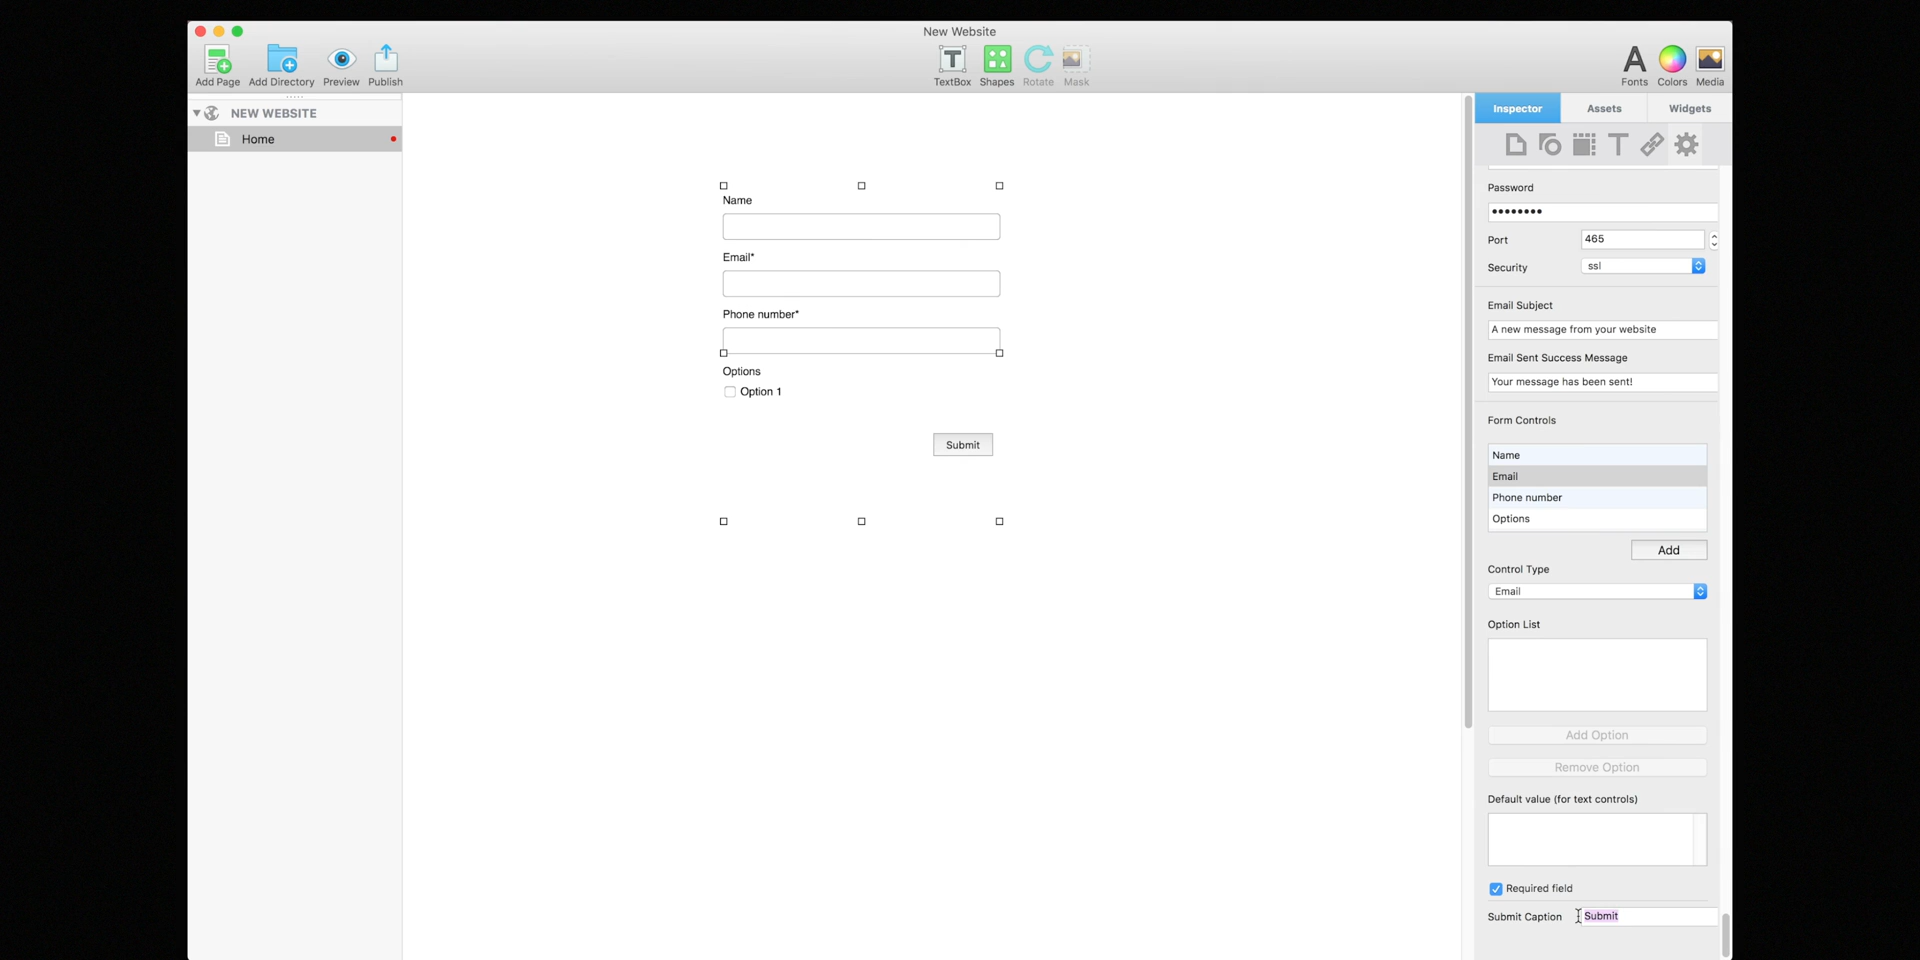 New Website
Add Page
Add Directory
Preview
Publish
TextBox
Shapes
Rotate
Mask
Fonts
Colors
Media
NEW WEBSITE
Home
Name
Email*
Phone number*
Options
Option 1
Submit
Inspector
Assets
Widgets
Password
••••••••
Port
465
Security
ssl
Email Subject
A new message from your website
Email Sent Success Message
Your message has been sent!
Form Controls
Name
Email
Phone number
Options
Add
Control Type
Email
Option List
Add Option
Remove Option
Default value (for text controls)
Required field
Submit Caption
Submit